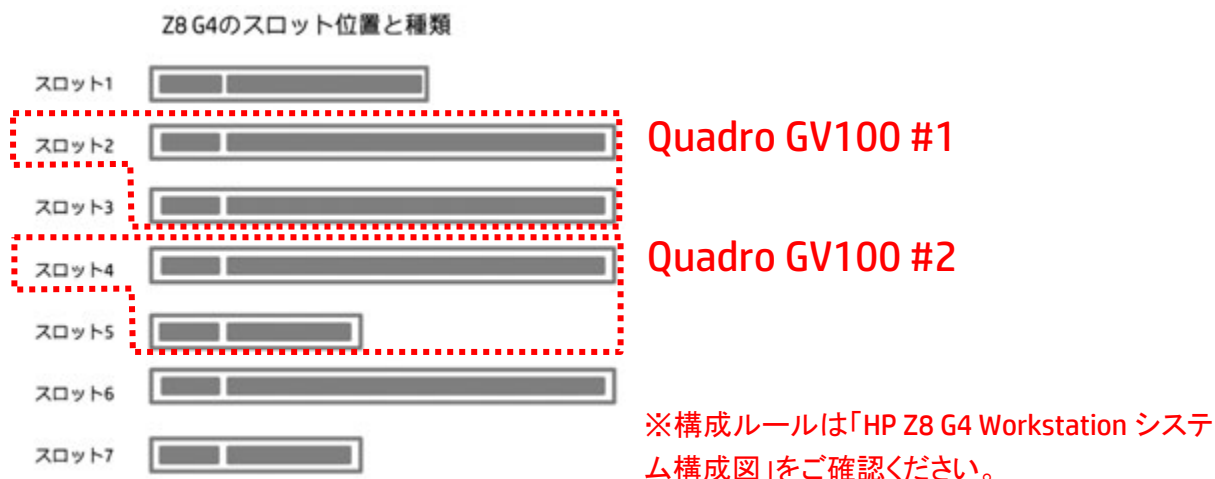 Z8 G4のスロット位置と種類
スロット1
スロット2
Quadro GV100 #1
スロット3
スロット4
Quadro GV100 #2
スロット5
スロット6
スロット7
※構成ルールは「HP Z8 G4 Workstation システ
ム構成図」をご確認ください。